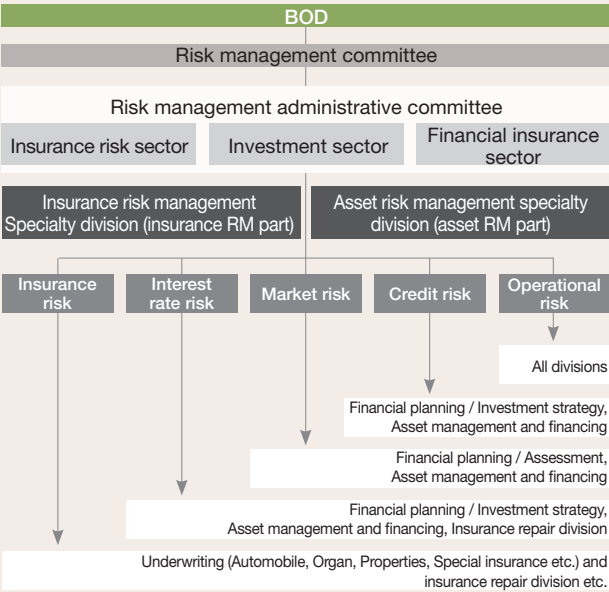 BOD
Risk management committee
Risk management administrative committee
Insurance risk sector
Investment sector
Financial insurance
sector
Insurance risk management
Specialty division (insurance RM part)
Asset risk management specialty
division (asset RM part)
Insurance
risk
Interest
rate risk
Market risk
Credit risk
Operational
risk
All divisions
Financial planning / Investment strategy,
Asset management and financing
Financial planning / Assessment,
Asset management and financing
Financial planning / Investment strategy,
Asset management and financing, Insurance repair division
Underwriting (Automobile, Organ, Properties, Special insurance etc.) and
insurance repair division etc.